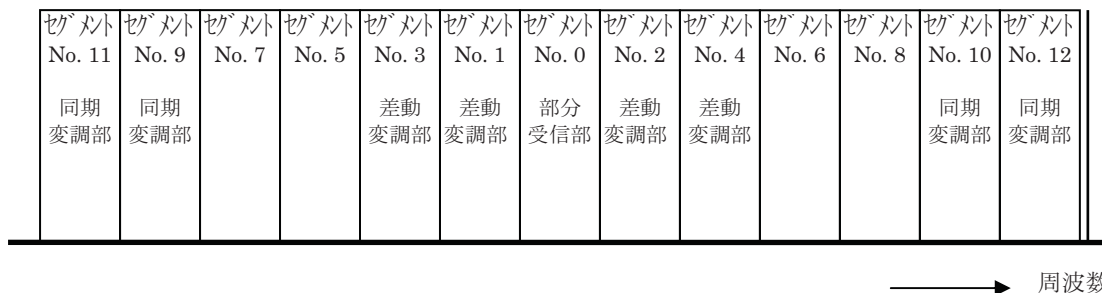 セグメント セグメント セグメント セグメント セグメント セグメント セグメント セグメント セグメント セグメント セグメント セグメント セグメント
No. 11 No. 9 No. 7 No. 5 No. 3 No. 1 No. 0 No. 2 No. 4 No. 6 No. 8 No. 10 No. 12
同期 同期 差動 差動 部分 差動 差動 同期 同期
変調部 変調部 変調部 変調部 受信部 変調部 変調部 変調部 変調部
周波数